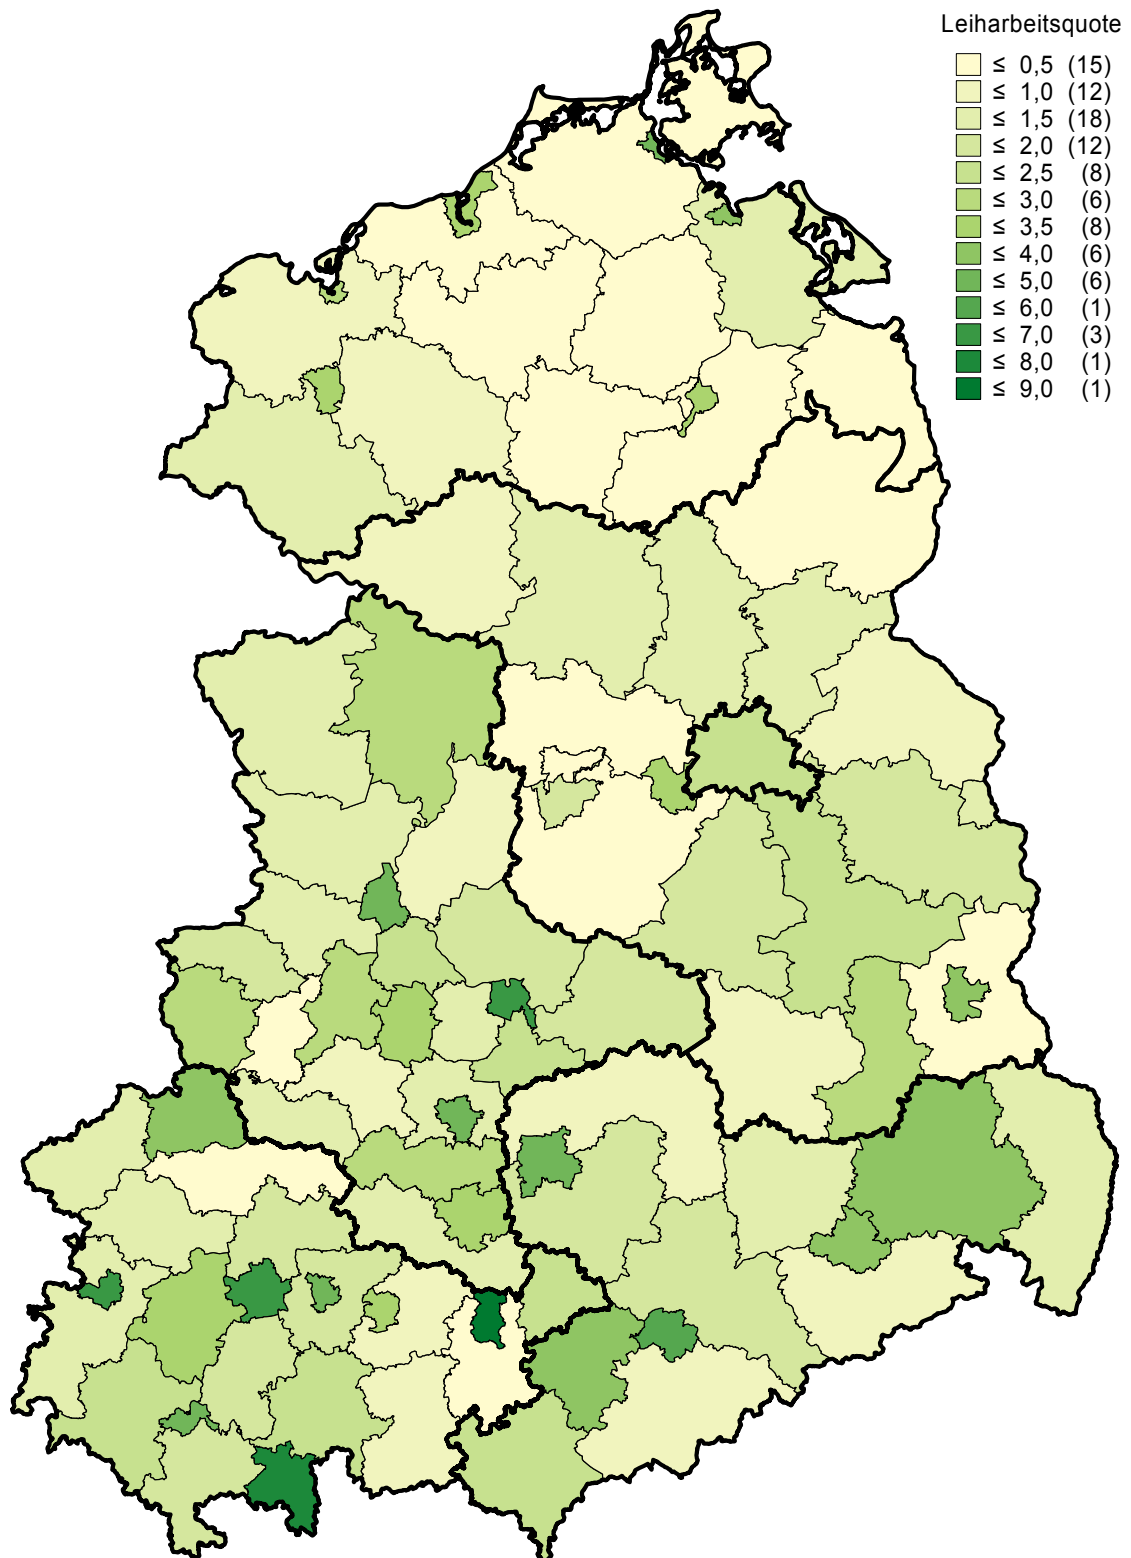 Leiharbeitsquote
≤ 0,5 (15)
≤ 1,0 (12)
≤ 1,5 (18)
≤ 2,0 (12)
≤ 2,5 (8)
≤ 3,0 (6)
≤ 3,5 (8)
≤ 4,0 (6)
≤ 5,0 (6)
≤ 6,0 (1)
≤ 7,0 (3)
≤ 8,0 (1)
≤ 9,0 (1)